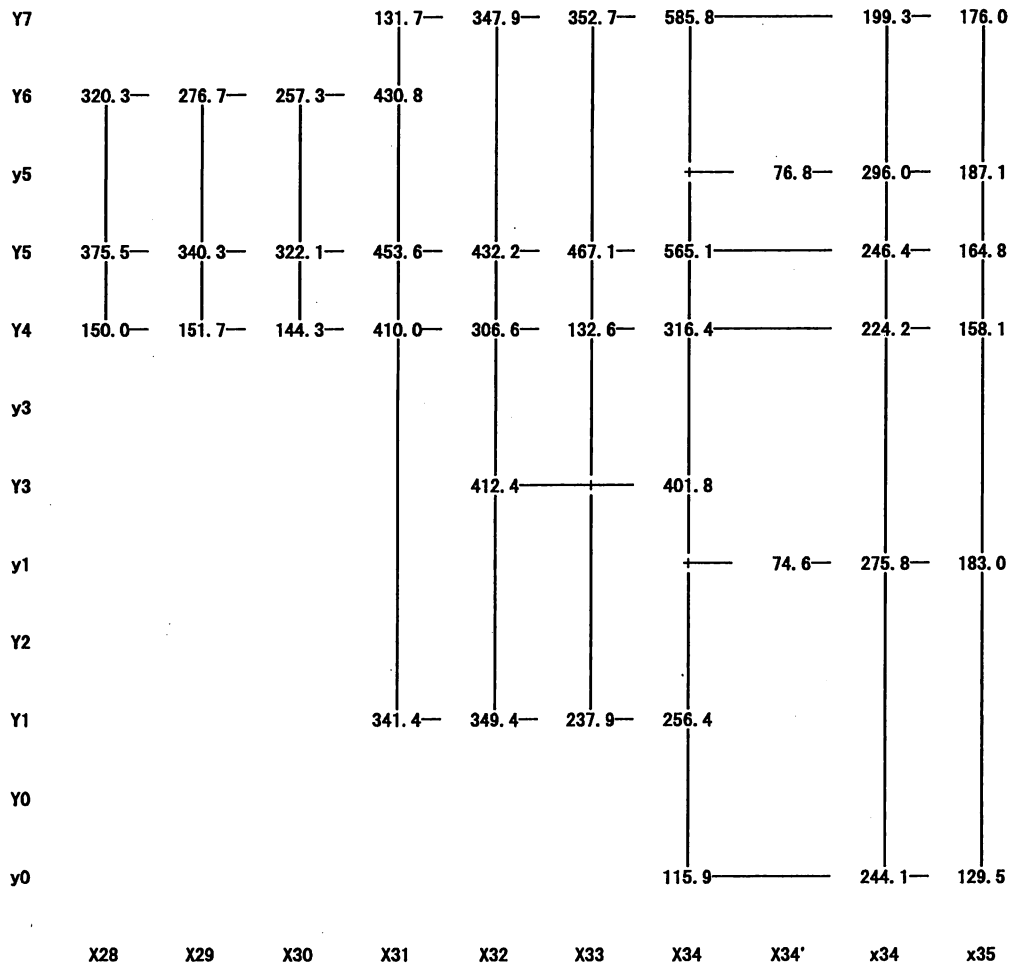 Y7 131.7 347.9 352.7 585.8 199.3 176.0
Y6 320.3 276.7 257.3 430.8
y5 76.8 296.0 187.1
Y5 375.5 340.3 322.1 453.6 432.2 467.1 565.1 246.4 164.8
Y4 150.0 151.7 144.3 410.0 306.6 132.6 316.4 224.2 158.1
y3
Y3 412.4 401.8
y1 74.6 275.8 183.0
Y2
Y1 341.4 349.4 237.9 256.4
Y0
y0 115.9 244.1 129.5
X28 X29 X30 X31 X32 X33 X34 X34' x34 x35